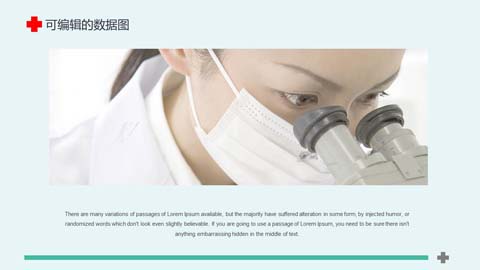 可编辑的数据图
There are many variations of passages of Lorem Ipsum available, but the majority have suffered alteration in some form, by injected humor, or
randomized words which don't look even slightly believable. If you are going to use a passage of Lorem Ipsum, you need to be sure there isn't
anything embarrassing hidden in the middle of text.